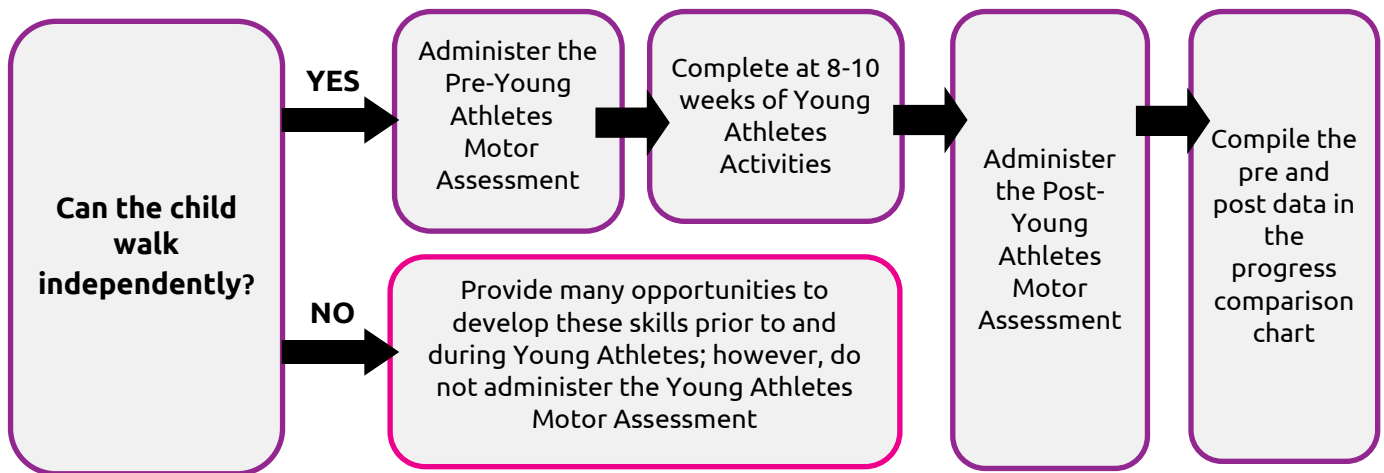 Can the child
walk
independently?
YES
Administer the
Pre-Young
Athletes
Motor
Assessment
Complete at 8-10
weeks of Young
Athletes
Activities
NO
Provide many opportunities to
develop these skills prior to and
during Young Athletes; however, do
not administer the Young Athletes
Motor Assessment
Administer
the Post-
Young
Athletes
Motor
Assessment
Compile the
pre and
post data in
the
progress
comparison
chart